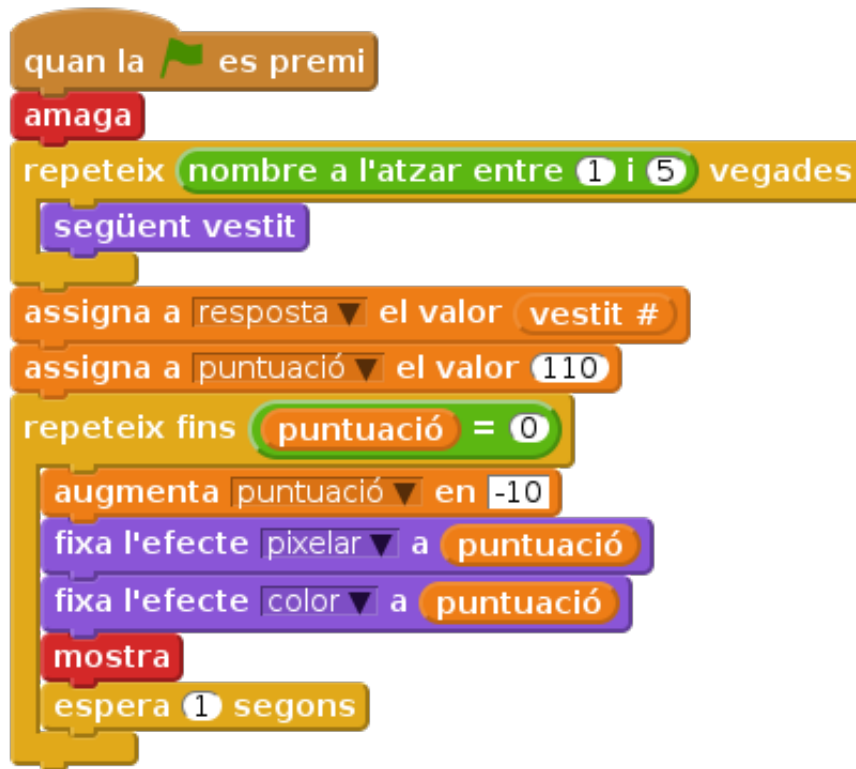 quan la es premi
amaga
repeteix nombre a l'atzar entre 1 i 5 vegades
següent vestit
assigna a resposta el valor vestit #
assigna a puntuació el valor 110
repeteix fins puntuació = 0
augmenta puntuació en -10
fixa l'efecte pixelar a puntuació
fixa l'efecte color a puntuació
mostra
espera 1 segons